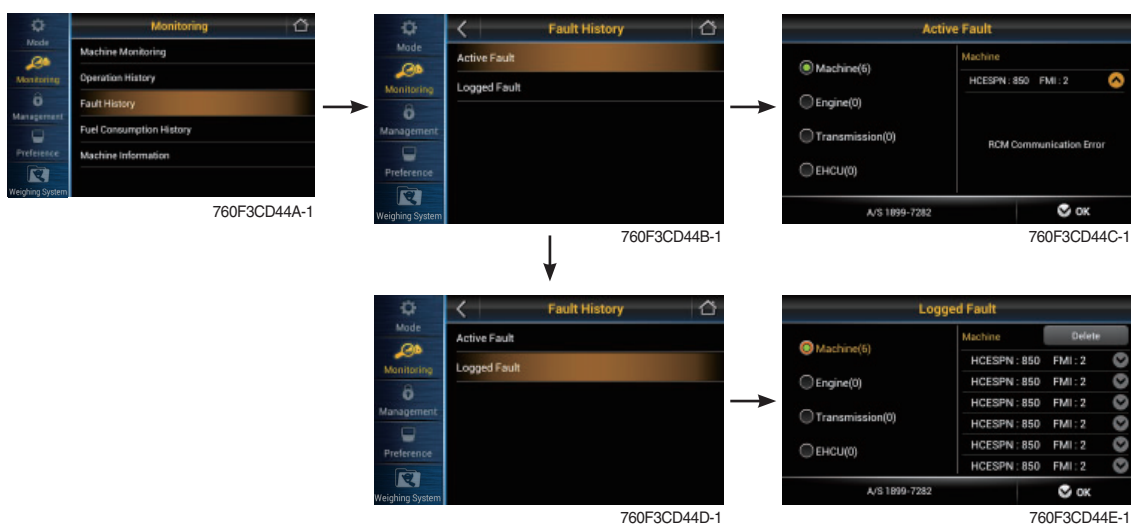 Monitoring
Mode
Monitoring
Management
Preference
Weighing System
Machine Monitoring
Operation History
Fault History
Fuel Consumption History
Machine Information
760F3CD44A-1
Fault History
Mode
Monitoring
Management
Preference
Weighing System
Active Fault
Logged Fault
760F3CD44B-1
Active Fault
Machine(6)
Engine(0)
Transmission(0)
EHCU(0)
Machine
HCESPN : 850 FMI : 2
RCM Communication Error
A/S 1899-7282
OK
760F3CD44C-1
Fault History
Mode
Monitoring
Management
Preference
Weighing System
Active Fault
Logged Fault
760F3CD44D-1
Logged Fault
Machine(6)
Engine(0)
Transmission(0)
EHCU(0)
Machine
Delete
HCESPN : 850 FMI : 2
HCESPN : 850 FMI : 2
HCESPN : 850 FMI : 2
HCESPN : 850 FMI : 2
HCESPN : 850 FMI : 2
HCESPN : 850 FMI : 2
A/S 1899-7282
OK
760F3CD44E-1